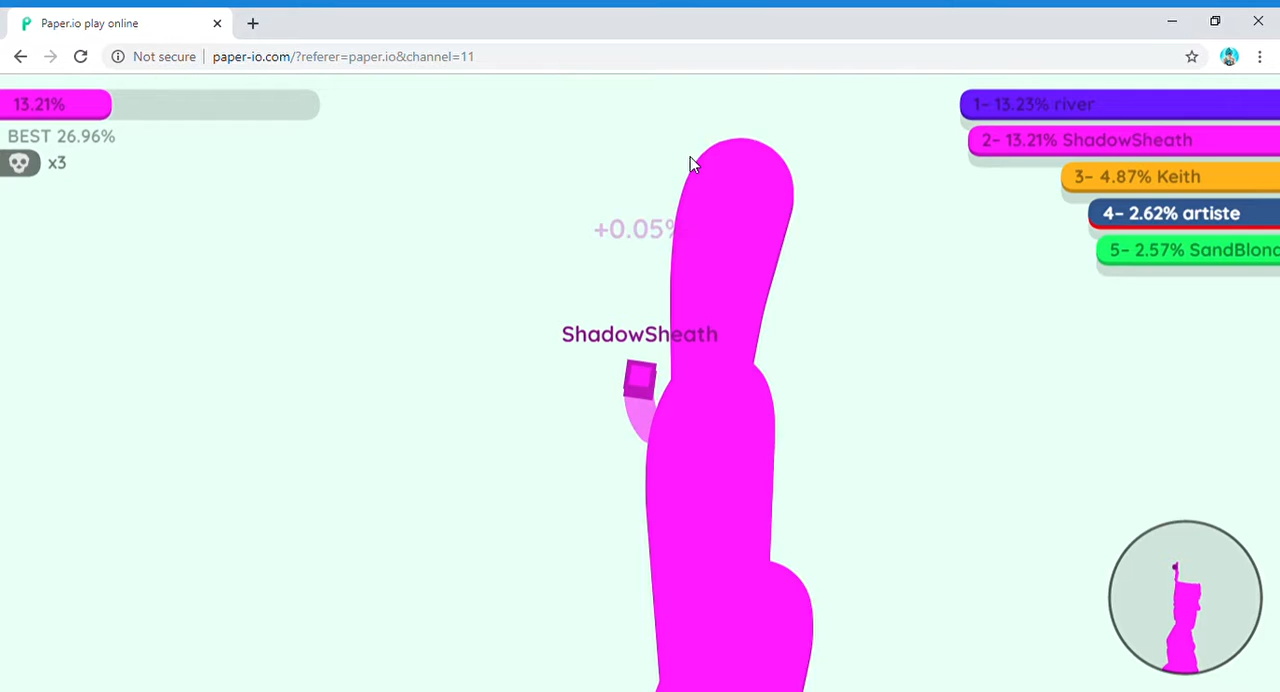 Paper.io play online
Not secure paper-io.com/?referer=paper.io&channel=11
13.21%
BEST 26.96%
x3
1- 13.23% river
2- 13.21% ShadowSheath
3- 4.87% Keith
4- 2.62% artiste
5- 2.57% SandBlond
+0.05%
ShadowSheath